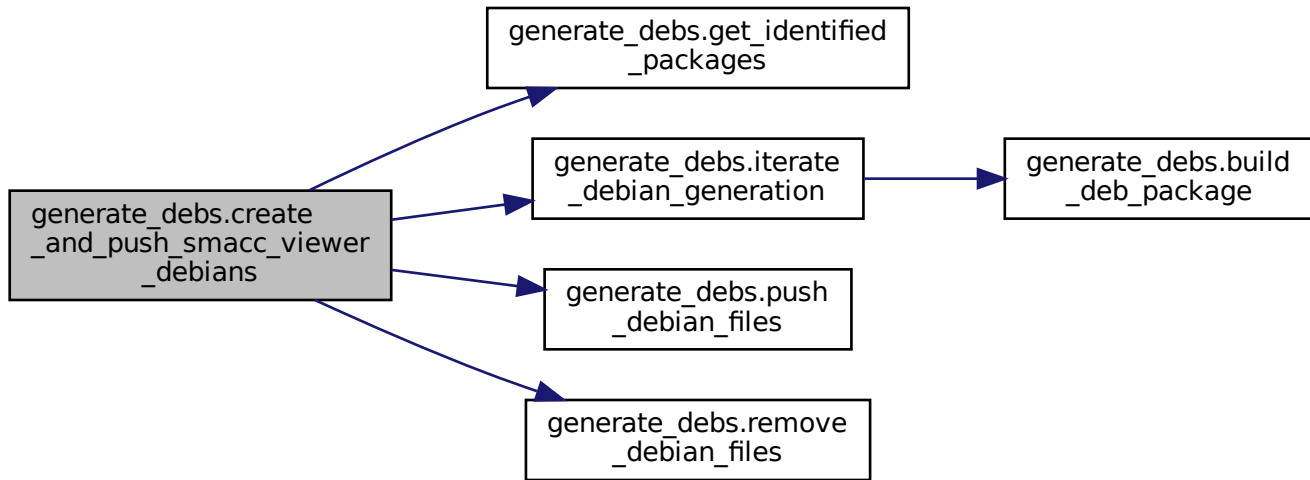 generate_debs.get_identified
_packages
generate_debs.iterate
_debian_generation
generate_debs.build
_deb_package
generate_debs.create
_and_push_smacc_viewer
_debians
generate_debs.push
_debian_files
generate_debs.remove
_debian_files